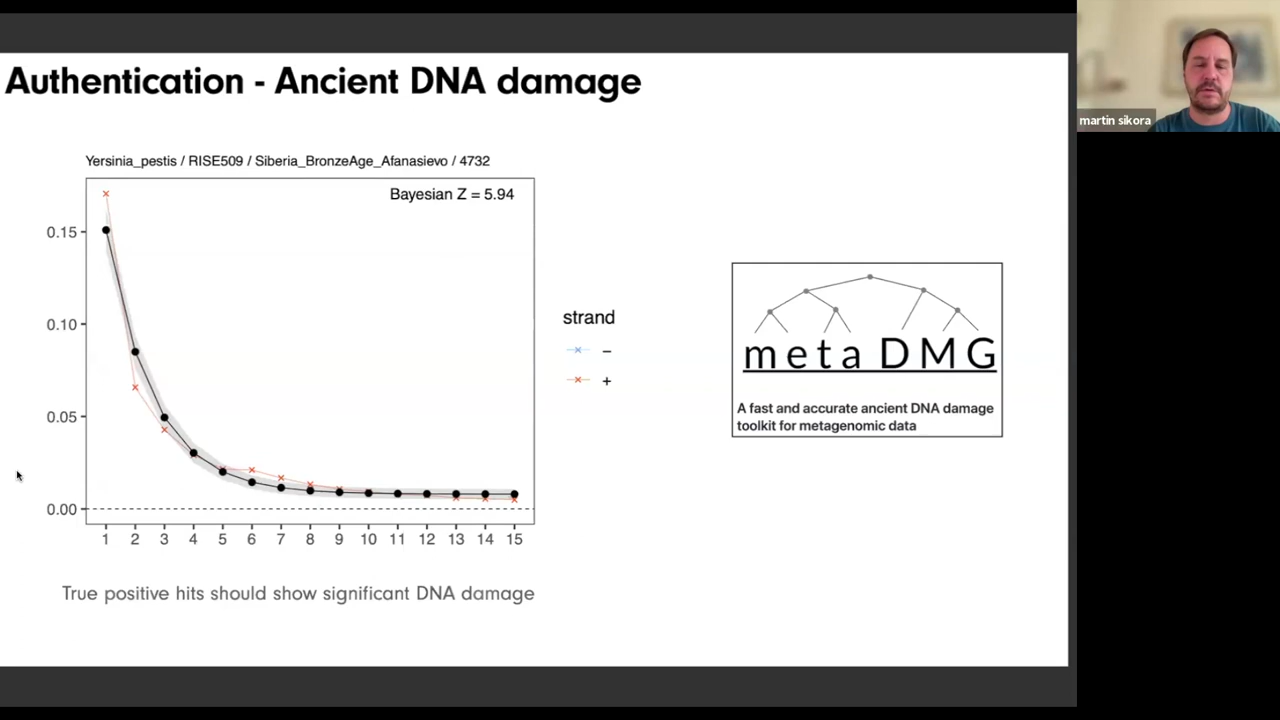 Authentication - Ancient DNA damage
martin sikora
Yersinia_pestis / RISE509 / Siberia_BronzeAge_Afanasievo / 4732
Bayesian Z = 5.94
0.15
0.10
0.05
0.00
1 2 3 4 5 6 7 8 9 10 11 12 13 14 15
strand
−
+
meta DMG
A fast and accurate ancient DNA damage
toolkit for metagenomic data
True positive hits should show significant DNA damage